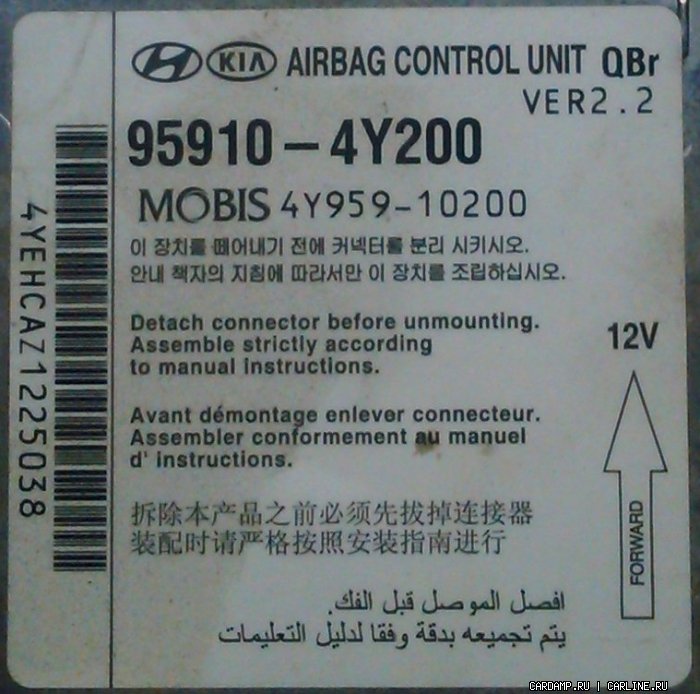 HYUNDAI KIA AIRBAG CONTROL UNIT QBr
VER2.2
95910-4Y200
MOBIS 4Y959-10200
이 장치를 떼어내기 전에 커넥터를 분리 시키시오.
안내 책자의 지침에 따라서만 이 장치를 조립하십시오.
Detach connector before unmounting.
Assemble strictly according
to manual instructions.
12V
Avant démontage enlever connecteur.
Assembler conformement au manuel
d' instructions.
FORWARD
拆除本产品之前必须先拔掉连接器
装配时请严格按照安装指南进行
افصل الموصل قبل الفك.
يتم تجميعه بدقة وفقا لدليل التعليمات
4YEHCAZ1225038
CARDAMP.RU | CARLINE.RU